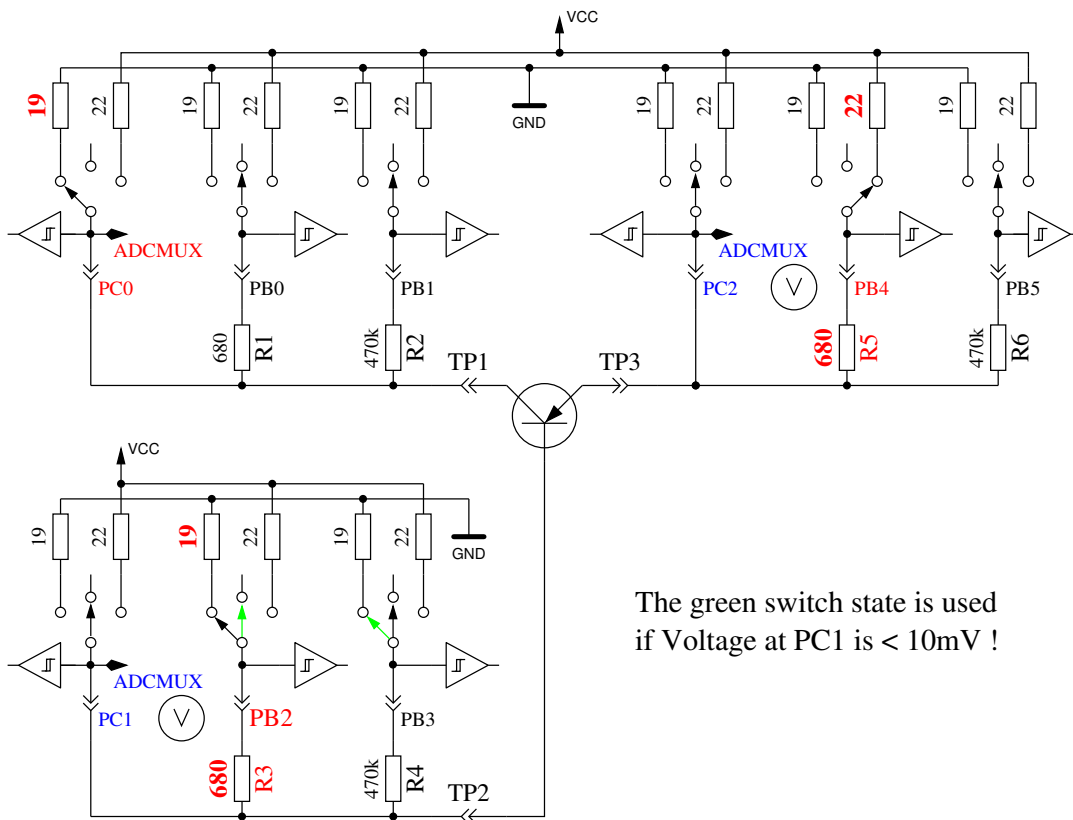 VCC
19 22 19 22 19 22 GND 19 22 19 22 19 22
ADCMUX ADCMUX
PC0 PB0 PB1 PC2 V PB4 PB5
680 R1 470k R2 680 R5 470k R6
TP1 TP3
VCC
19 22 19 22 19 22 GND
The green switch state is used
if Voltage at PC1 is < 10mV !
ADCMUX
PC1 V PB2 PB3
680 R3 470k R4
TP2